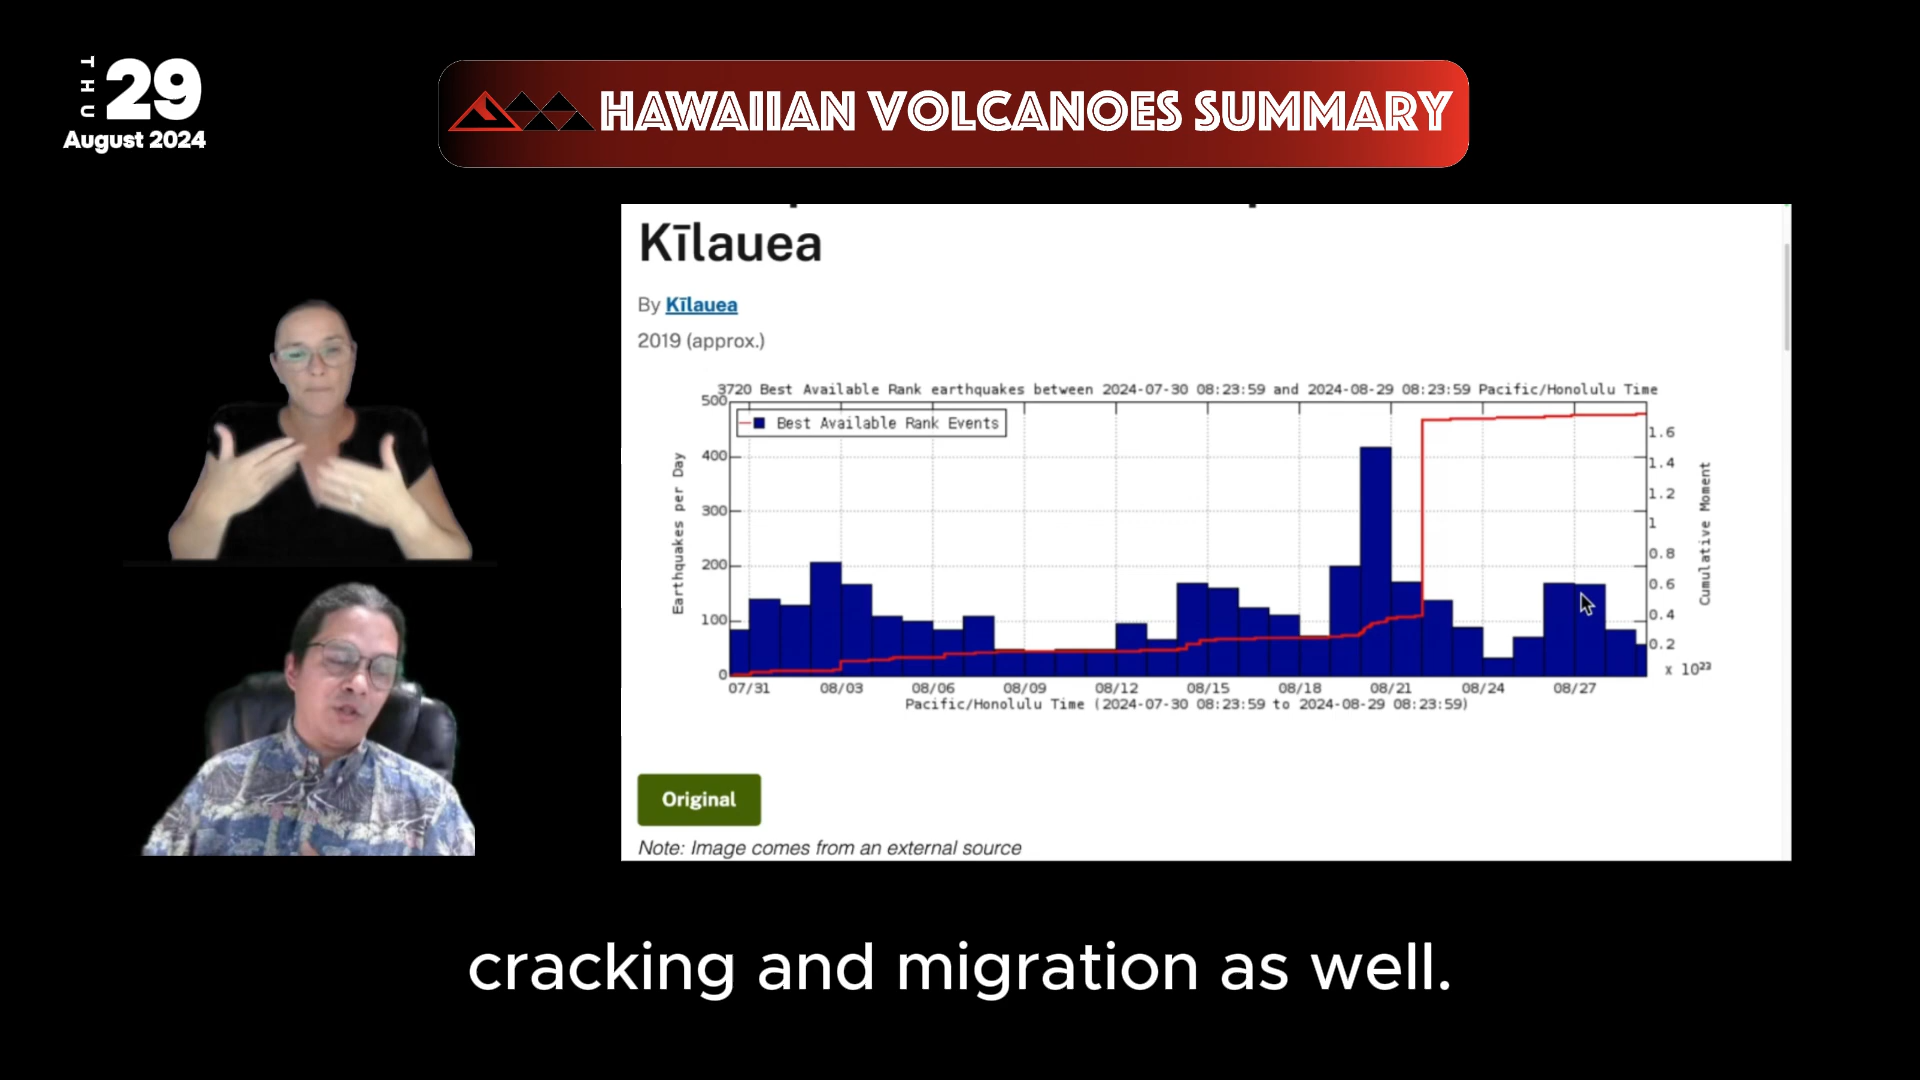 THU
29
August 2024
HAWAIIAN VOLCANOES SUMMARY
Kīlauea
By Kīlauea
2019 (approx.)
3720 Best Available Rank earthquakes between 2024-07-30 08:23:59 and 2024-08-29 08:23:59 Pacific/Honolulu Time
Best Available Rank Events
Earthquakes per Day
500
400
300
200
100
0
1.6
1.4
1.2
1
0.8
0.6
0.4
0.2
x 10²³
Cumulative Moment
07/31 08/03 08/06 08/09 08/12 08/15 08/18 08/21 08/24 08/27
Pacific/Honolulu Time (2024-07-30 08:23:59 to 2024-08-29 08:23:59)
Original
Note: Image comes from an external source
cracking and migration as well.